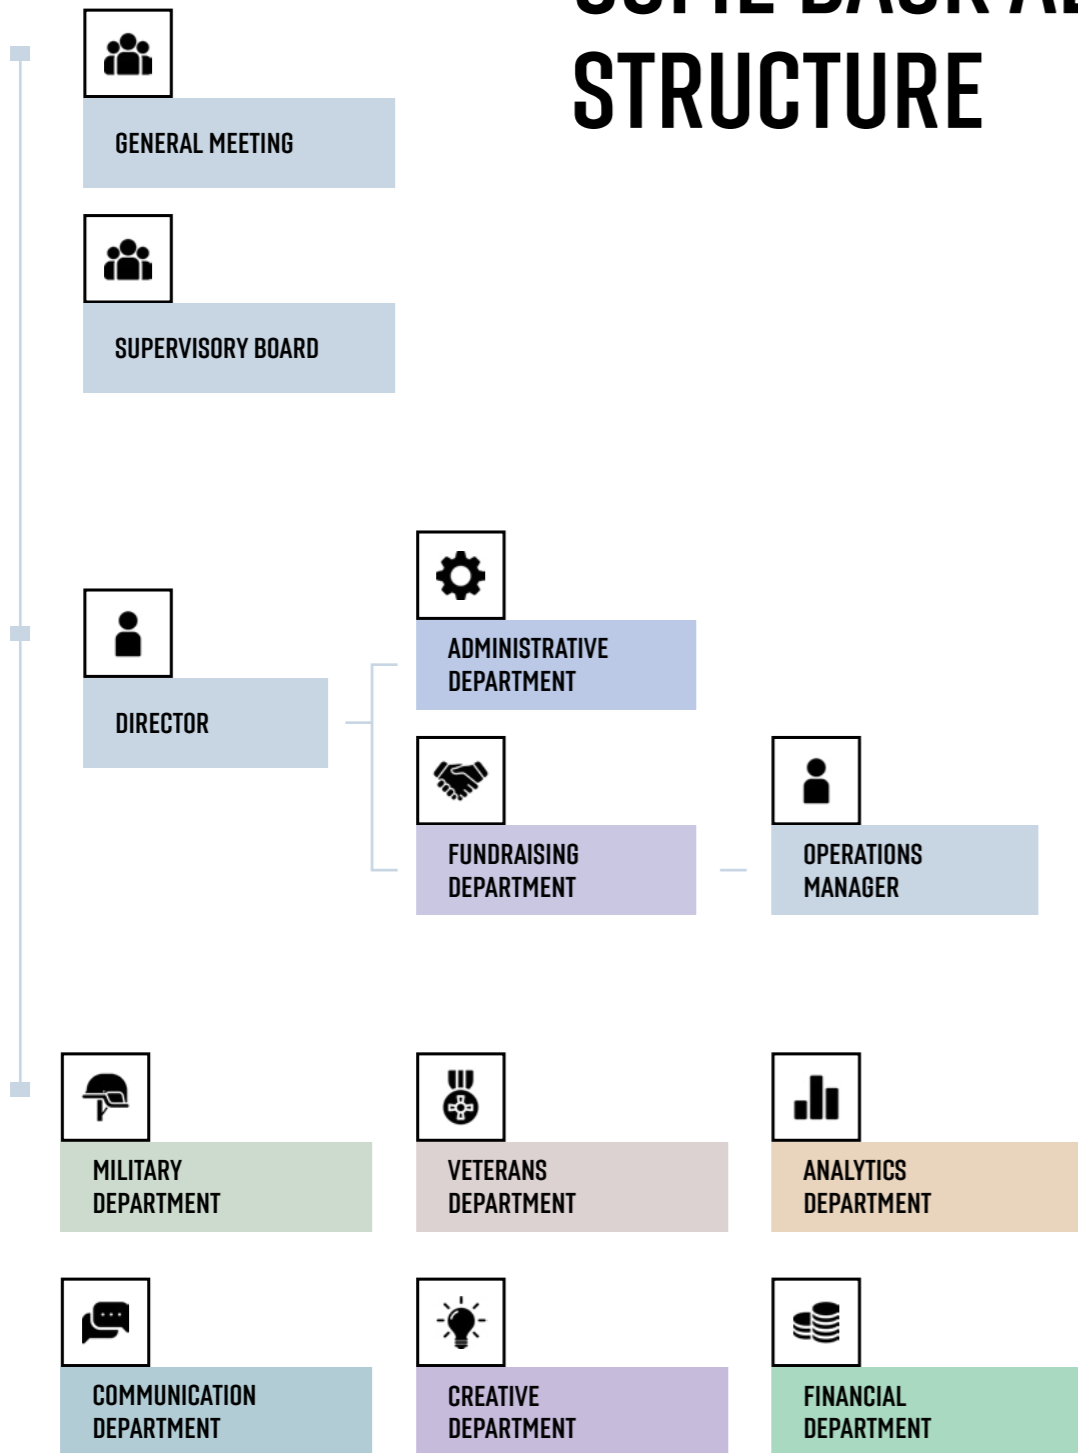 STRUCTURE
GENERAL MEETING
SUPERVISORY BOARD
DIRECTOR
ADMINISTRATIVE
DEPARTMENT
FUNDRAISING
DEPARTMENT
OPERATIONS
MANAGER
MILITARY
DEPARTMENT
VETERANS
DEPARTMENT
ANALYTICS
DEPARTMENT
COMMUNICATION
DEPARTMENT
CREATIVE
DEPARTMENT
FINANCIAL
DEPARTMENT